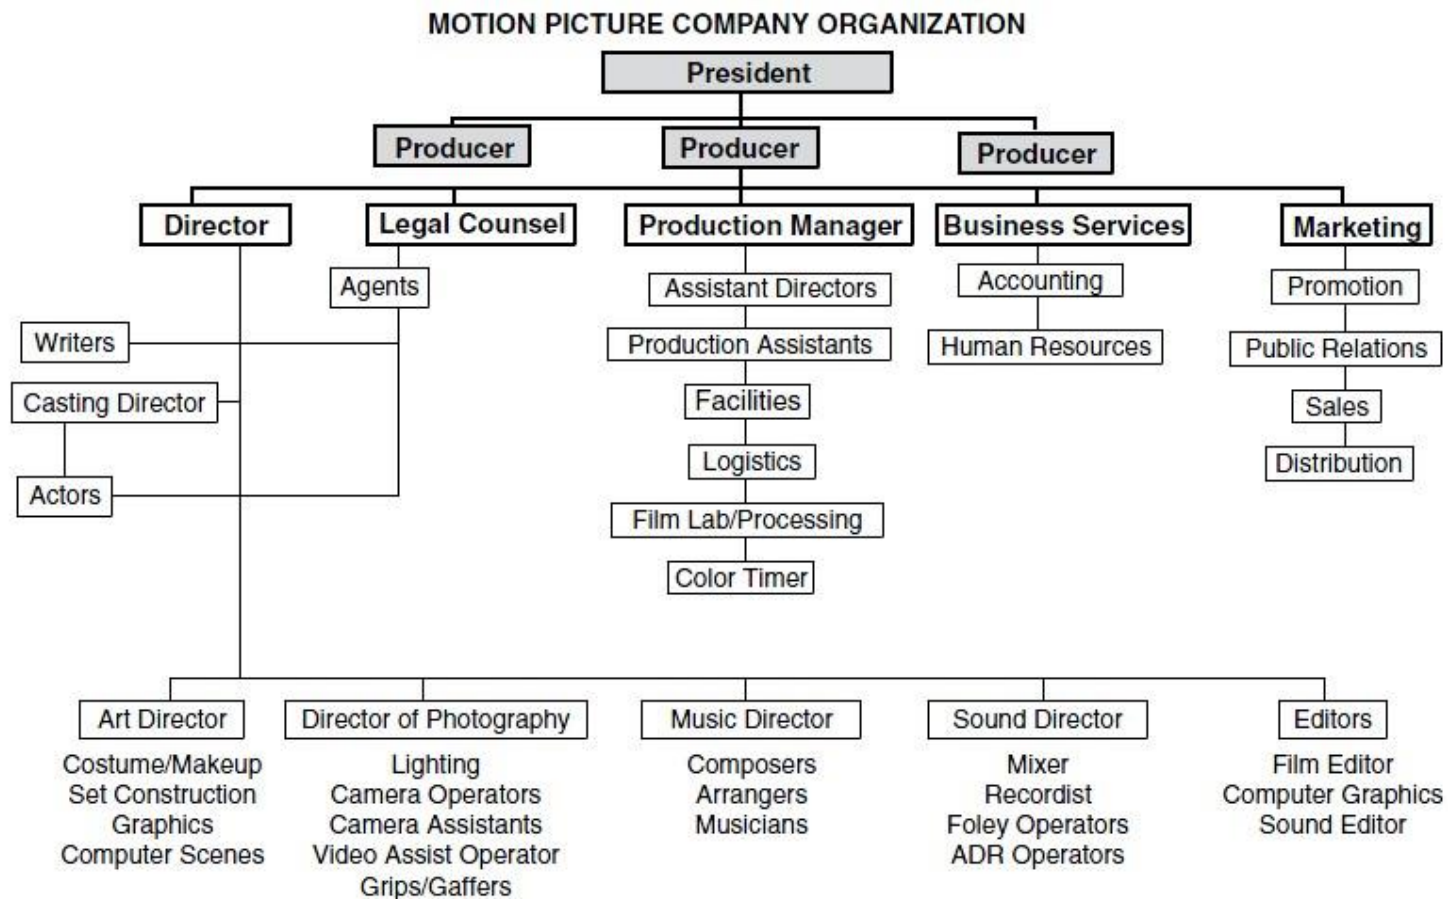 MOTION PICTURE COMPANY ORGANIZATION
President
Producer
Producer
Producer
Director
Legal Counsel
Production Manager
Business Services
Marketing
Agents
Assistant Directors
Accounting
Promotion
Writers
Production Assistants
Human Resources
Public Relations
Casting Director
Facilities
Sales
Actors
Logistics
Distribution
Film Lab/Processing
Color Timer
Art Director
Costume/Makeup
Set Construction
Graphics
Computer Scenes
Director of Photography
Lighting
Camera Operators
Camera Assistants
Video Assist Operator
Grips/Gaffers
Music Director
Composers
Arrangers
Musicians
Sound Director
Mixer
Recordist
Foley Operators
ADR Operators
Editors
Film Editor
Computer Graphics
Sound Editor